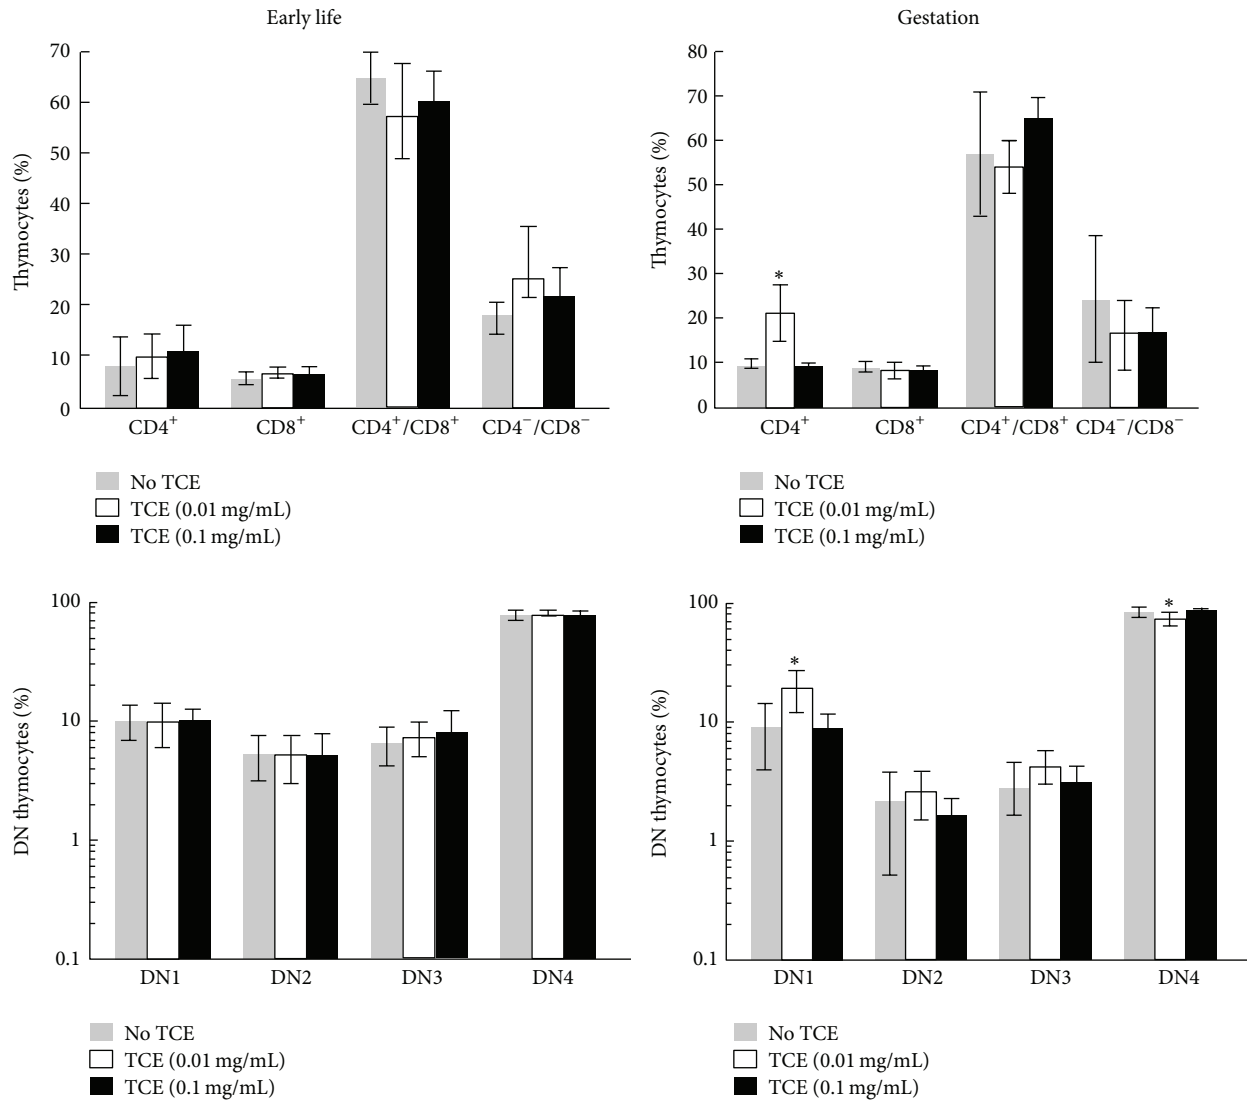 Early life
70
60
50
40
30
20
10
0
Thymocytes (%)
CD4⁺
CD8⁺
CD4⁺/CD8⁺
CD4⁻/CD8⁻
No TCE
TCE (0.01 mg/mL)
TCE (0.1 mg/mL)
Gestation
80
70
60
50
40
30
20
10
0
Thymocytes (%)
*
CD4⁺
CD8⁺
CD4⁺/CD8⁺
CD4⁻/CD8⁻
No TCE
TCE (0.01 mg/mL)
TCE (0.1 mg/mL)
100
10
1
0.1
DN thymocytes (%)
DN1
DN2
DN3
DN4
No TCE
TCE (0.01 mg/mL)
TCE (0.1 mg/mL)
100
10
1
0.1
DN thymocytes (%)
*
*
DN1
DN2
DN3
DN4
No TCE
TCE (0.01 mg/mL)
TCE (0.1 mg/mL)